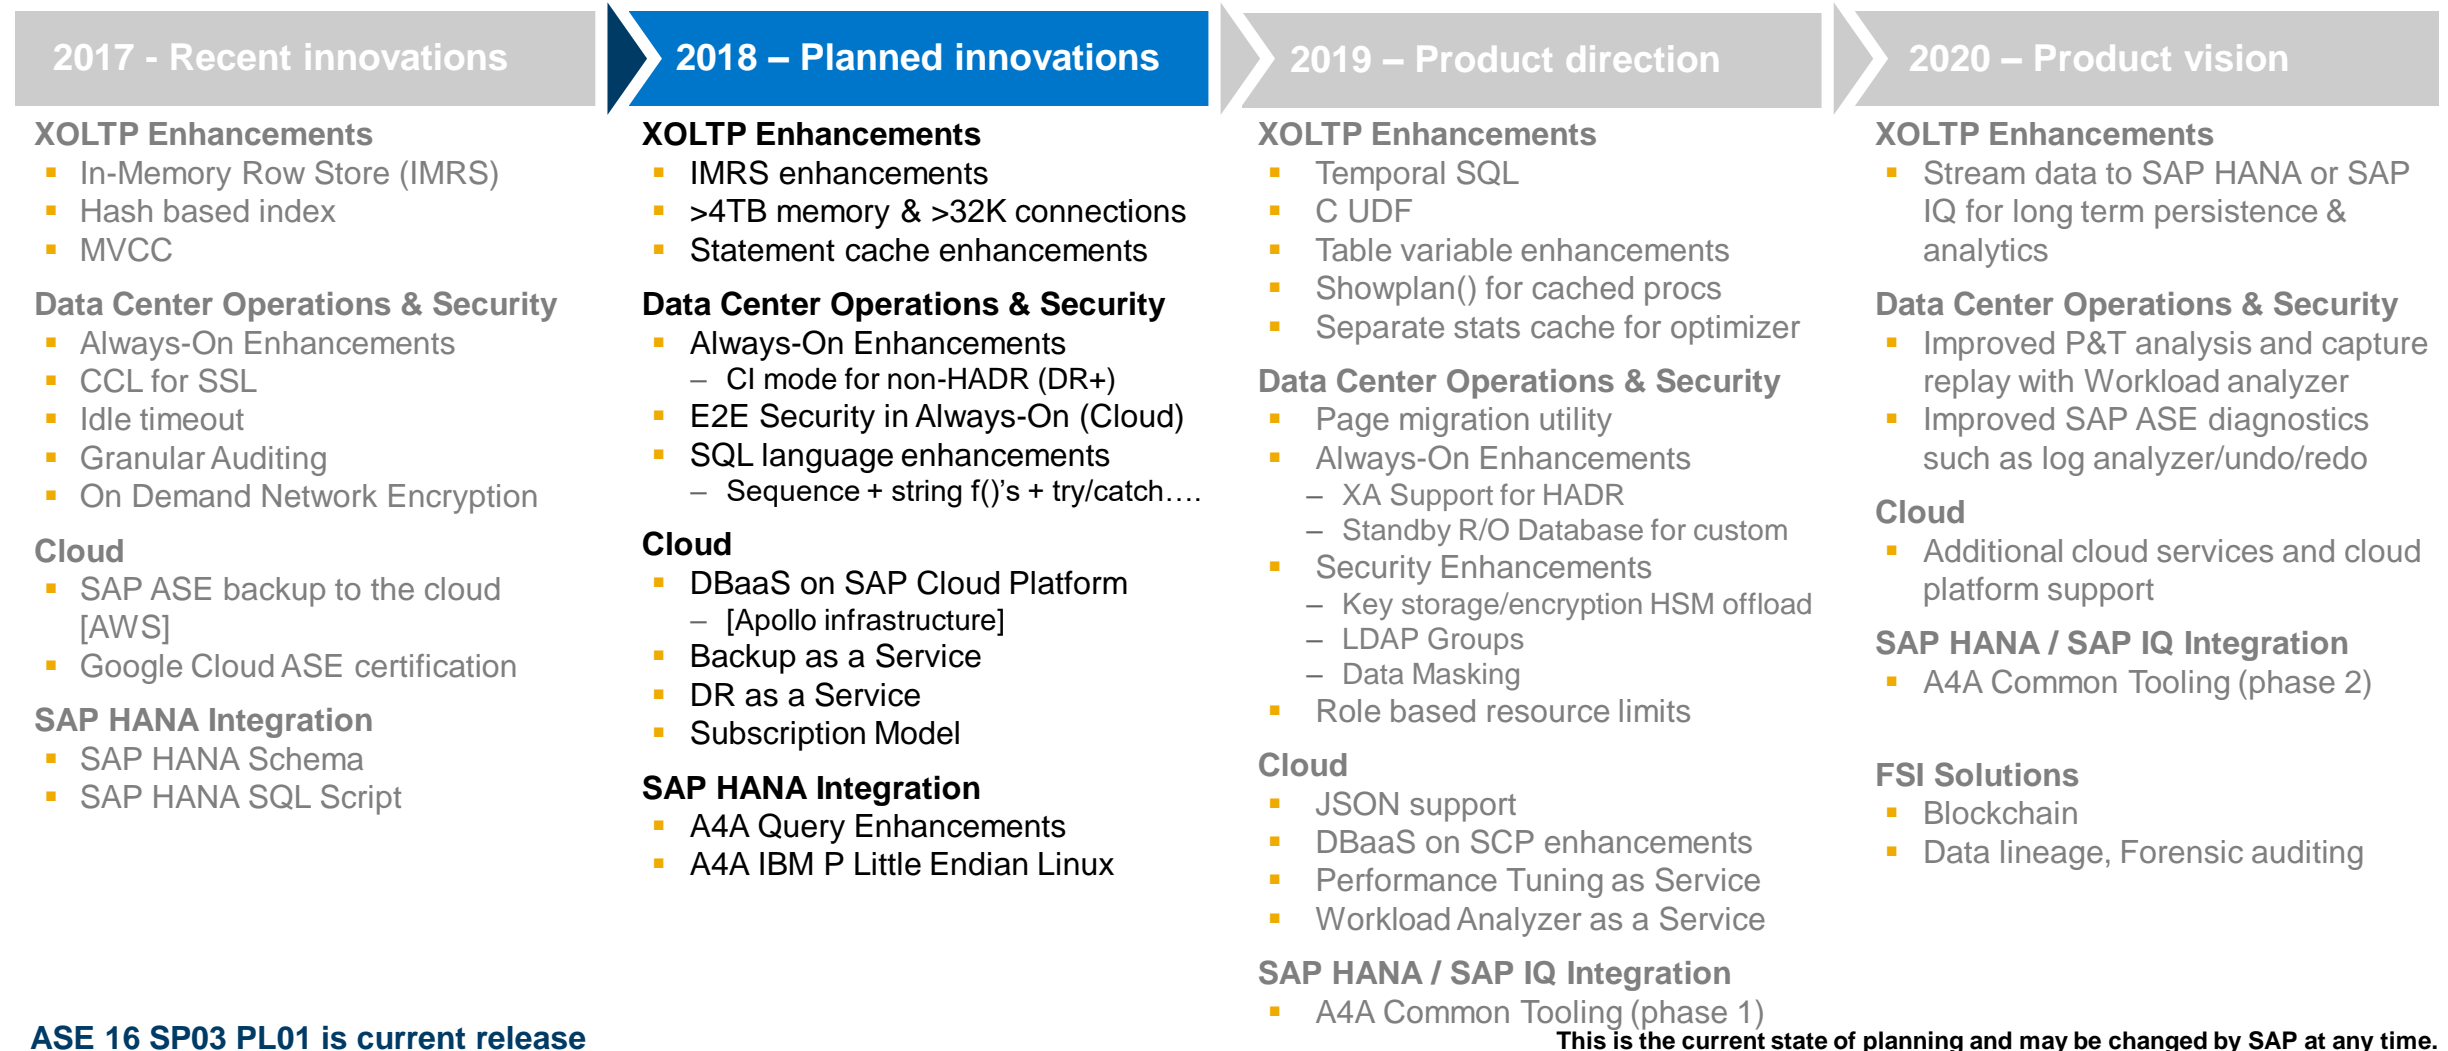 2017 - Recent innovations
XOLTP Enhancements
In-Memory Row Store (IMRS)
Hash based index
MVCC
Data Center Operations & Security
Always-On Enhancements
CCL for SSL
Idle timeout
Granular Auditing
On Demand Network Encryption
Cloud
SAP ASE backup to the cloud
[AWS]
Google Cloud ASE certification
SAP HANA Integration
SAP HANA Schema
SAP HANA SQL Script
2018 – Planned innovations
XOLTP Enhancements
IMRS enhancements
>4TB memory & >32K connections
Statement cache enhancements
Data Center Operations & Security
Always-On Enhancements
– CI mode for non-HADR (DR+)
E2E Security in Always-On (Cloud)
SQL language enhancements
– Sequence + string f()'s + try/catch….
Cloud
DBaaS on SAP Cloud Platform
– [Apollo infrastructure]
Backup as a Service
DR as a Service
Subscription Model
SAP HANA Integration
A4A Query Enhancements
A4A IBM P Little Endian Linux
2019 – Product direction
XOLTP Enhancements
Temporal SQL
C UDF
Table variable enhancements
Showplan() for cached procs
Separate stats cache for optimizer
Data Center Operations & Security
Page migration utility
Always-On Enhancements
– XA Support for HADR
– Standby R/O Database for custom
Security Enhancements
– Key storage/encryption HSM offload
– LDAP Groups
– Data Masking
Role based resource limits
Cloud
JSON support
DBaaS on SCP enhancements
Performance Tuning as Service
Workload Analyzer as a Service
SAP HANA / SAP IQ Integration
A4A Common Tooling (phase 1)
2020 – Product vision
XOLTP Enhancements
Stream data to SAP HANA or SAP
IQ for long term persistence &
analytics
Data Center Operations & Security
Improved P&T analysis and capture
replay with Workload analyzer
Improved SAP ASE diagnostics
such as log analyzer/undo/redo
Cloud
Additional cloud services and cloud
platform support
SAP HANA / SAP IQ Integration
A4A Common Tooling (phase 2)
FSI Solutions
Blockchain
Data lineage, Forensic auditing
ASE 16 SP03 PL01 is current release
This is the current state of planning and may be changed by SAP at any time.